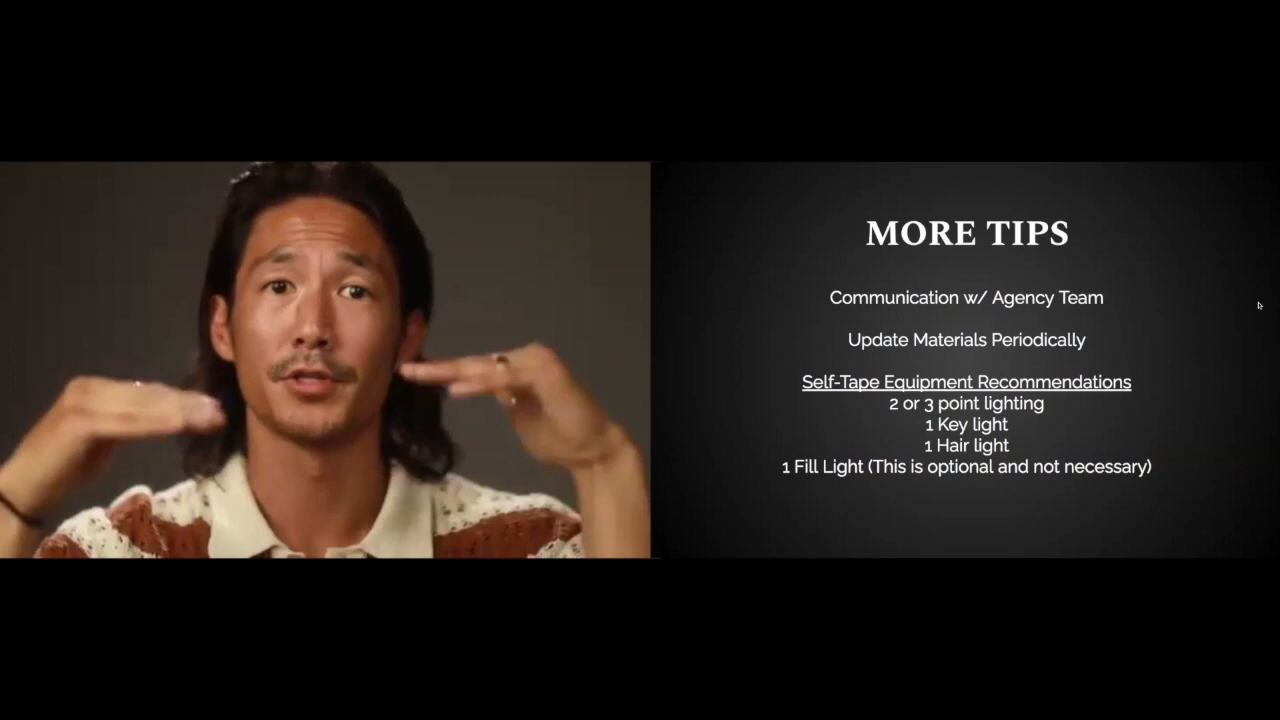 MORE TIPS
Communication w/ Agency Team
Update Materials Periodically
Self-Tape Equipment Recommendations
2 or 3 point lighting
1 Key light
1 Hair light
1 Fill Light (This is optional and not necessary)